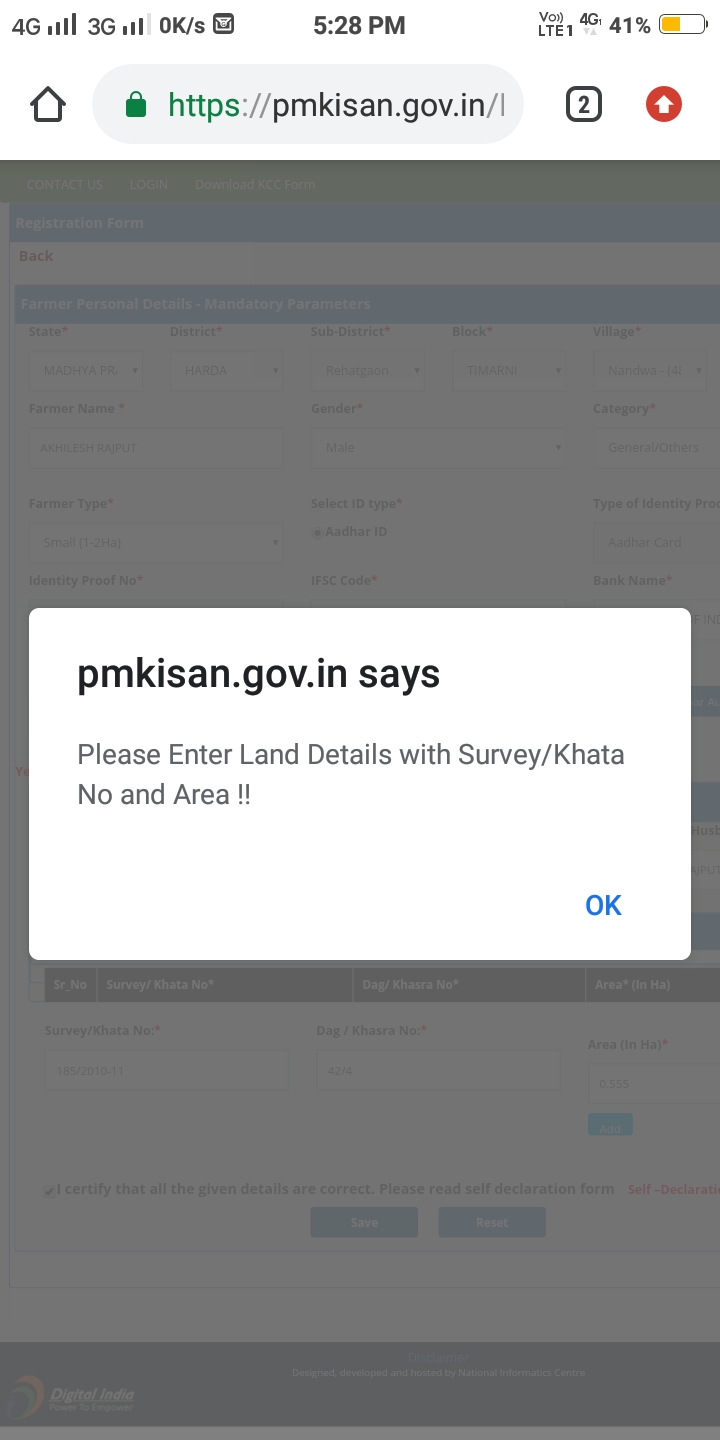 4G 3G 0K/s 5:28 PM Vo)) LTE1 4G 41%
https://pmkisan.gov.in/ 2
CONTACT US LOGIN Download KCC Form
Registration Form
Back
Farmer Personal Details - Mandatory Parameters
State* District* Sub-District* Block* Village*
MADHYA PR HARDA Rehatgaon TIMARNI Nandwa - (48
Farmer Name * Gender* Category*
AKHILESH RAJPUT Male General/Others
Farmer Type* Select ID type* Type of Identity Proo
Small (1-2Ha) Aadhar ID Aadhar Card
Identity Proof No* IFSC Code* Bank Name*
F IND
pmkisan.gov.in says
Please Enter Land Details with Survey/Khata
No and Area !!
Ye
Husb
AJPUT
OK
Sr_No Survey/ Khata No* Dag/ Khasra No* Area* (In Ha)
Survey/Khata No:* Dag / Khasra No:* Area (In Ha)*
185/2010-11 42/4 0.555
Add
I certify that all the given details are correct. Please read self declaration form Self –Declaratio
Save Reset
Disclaimer
Designed, developed and hosted by National Informatics Centre
Digital India
Power To Empower